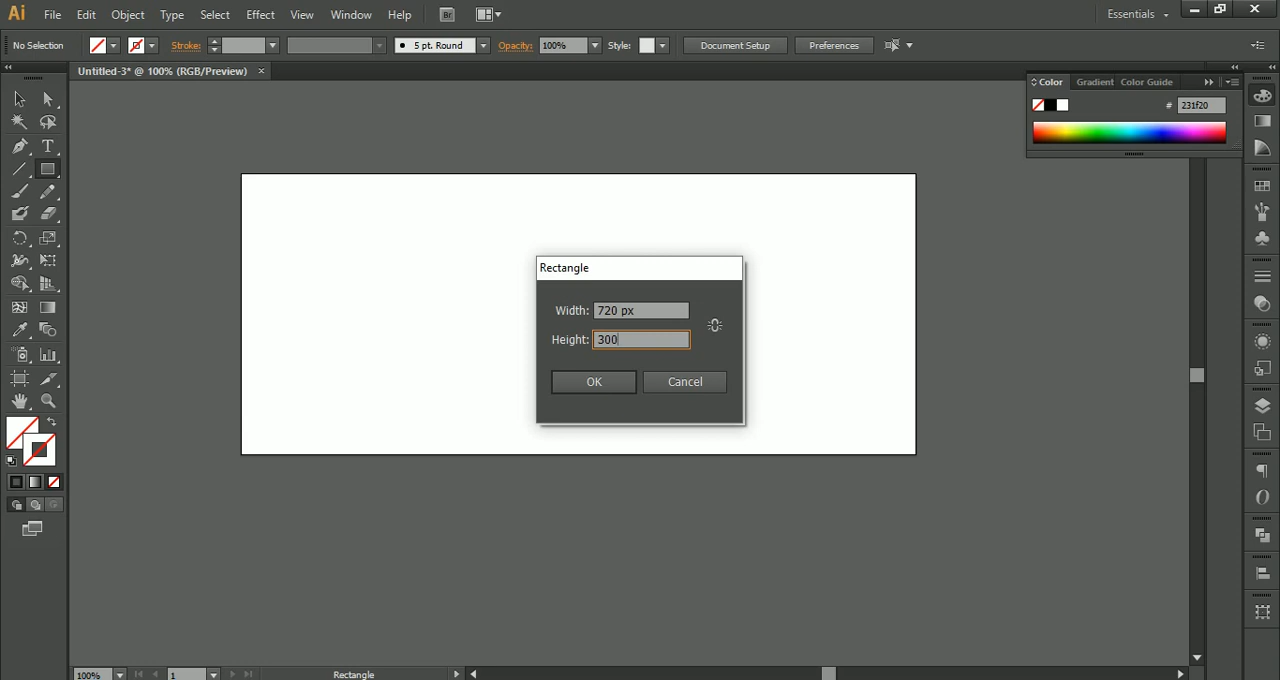 Ai File Edit Object Type Select Effect View Window Help Br Essentials
No Selection Stroke: 5 pt. Round Opacity: 100% Style: Document Setup Preferences
Untitled-3* @ 100% (RGB/Preview)
Color Gradient Color Guide
# 231f20
Rectangle
Width: 720 px
Height: 300
OK Cancel
100% 1 Rectangle